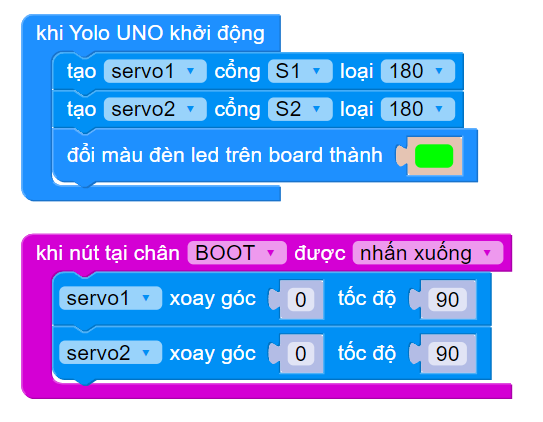 khi Yolo UNO khởi động
tạo servo1 cổng S1 loại 180
tạo servo2 cổng S2 loại 180
đổi màu đèn led trên board thành
khi nút tại chân BOOT được nhấn xuống
servo1 xoay góc 0 tốc độ 90
servo2 xoay góc 0 tốc độ 90